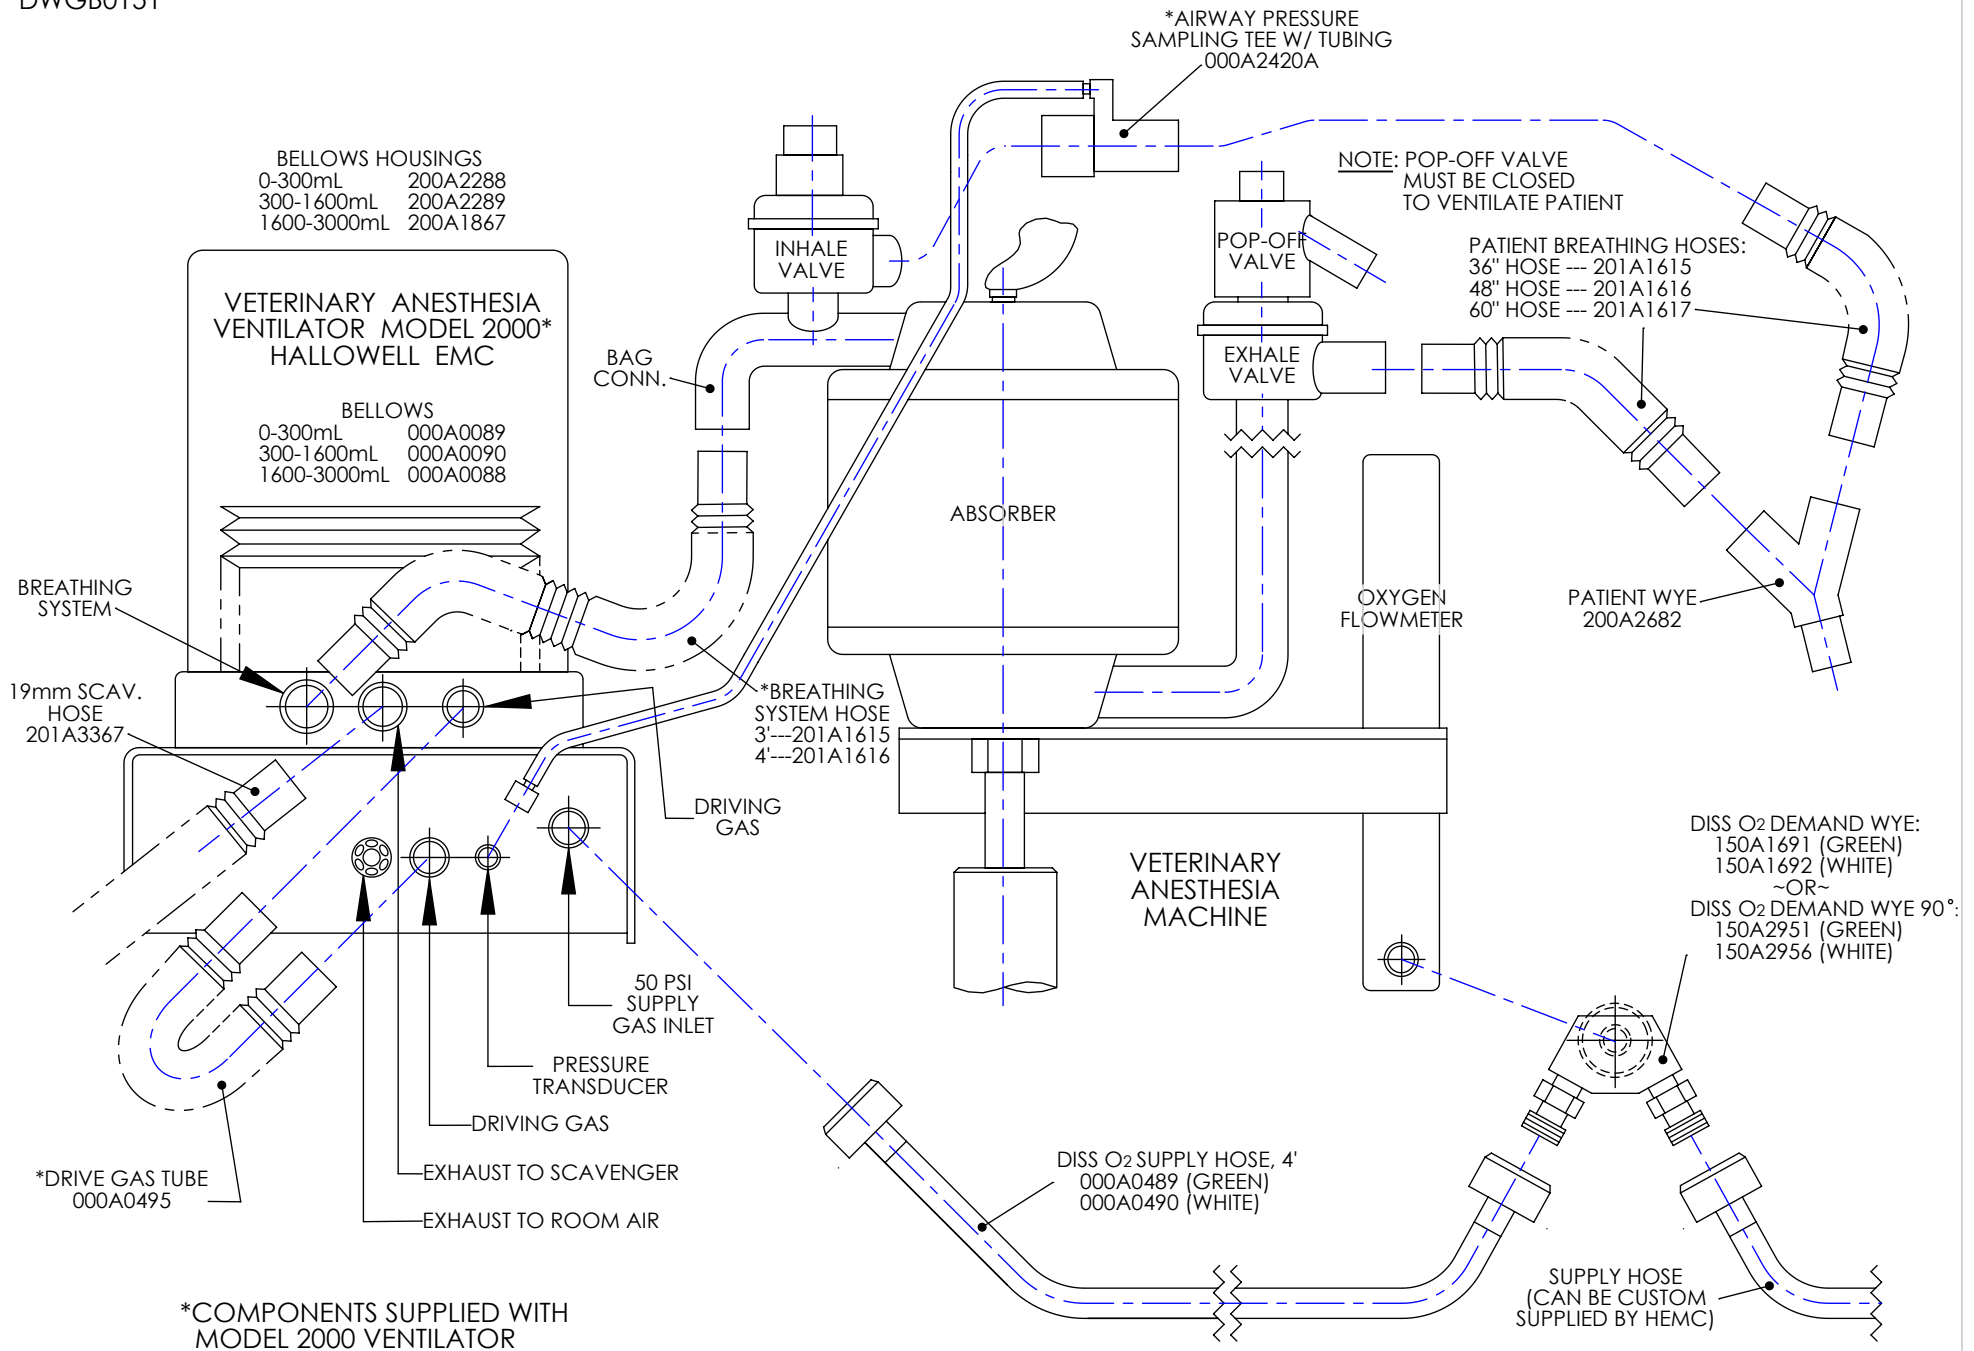 *AIRWAY PRESSURE
SAMPLING TEE W/ TUBING
000A2420A
BELLOWS HOUSINGS
0-300mL 200A2288
300-1600mL 200A2289
1600-3000mL 200A1867
VETERINARY ANESTHESIA
VENTILATOR MODEL 2000*
HALLOWELL EMC
BELLOWS
0-300mL 000A0089
300-1600mL 000A0090
1600-3000mL 000A0088
INHALE
VALVE
BAG
CONN.
POP-OFF
VALVE
EXHALE
VALVE
NOTE: POP-OFF VALVE
MUST BE CLOSED
TO VENTILATE PATIENT
PATIENT BREATHING HOSES:
36" HOSE --- 201A1615
48" HOSE --- 201A1616
60" HOSE --- 201A1617
ABSORBER
OXYGEN
FLOWMETER
PATIENT WYE
200A2682
BREATHING
SYSTEM
19mm SCAV.
HOSE
201A3367
*BREATHING
SYSTEM HOSE
3'---201A1615
4'---201A1616
DRIVING
GAS
VETERINARY
ANESTHESIA
MACHINE
DISS O2 DEMAND WYE:
150A1691 (GREEN)
150A1692 (WHITE)
~OR~
DISS O2 DEMAND WYE 90°:
150A2951 (GREEN)
150A2956 (WHITE)
50 PSI
SUPPLY
GAS INLET
PRESSURE
TRANSDUCER
DRIVING GAS
EXHAUST TO SCAVENGER
EXHAUST TO ROOM AIR
*DRIVE GAS TUBE
000A0495
DISS O2 SUPPLY HOSE, 4'
000A0489 (GREEN)
000A0490 (WHITE)
SUPPLY HOSE
(CAN BE CUSTOM
SUPPLIED BY HEMC)
*COMPONENTS SUPPLIED WITH
MODEL 2000 VENTILATOR